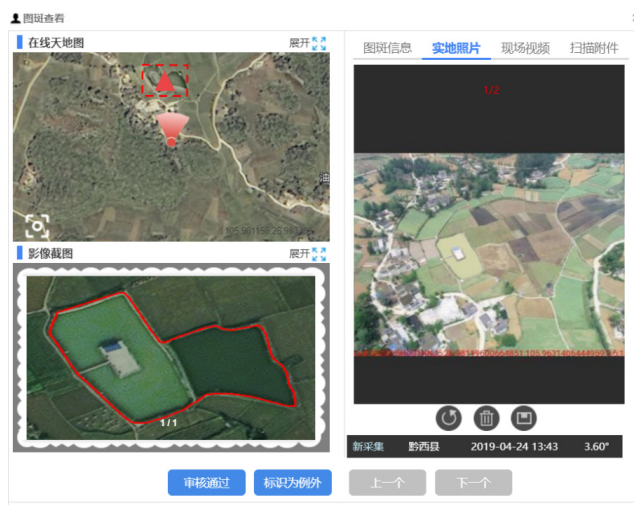 图斑查看
在线天地图 展开
油
影像截图 展开
1/1
图斑信息 实地照片 现场视频 扫描附件
1/2
新采集 黔西县 2019-04-24 13:43 3.60°
审核通过 标识为例外 上一个 下一个